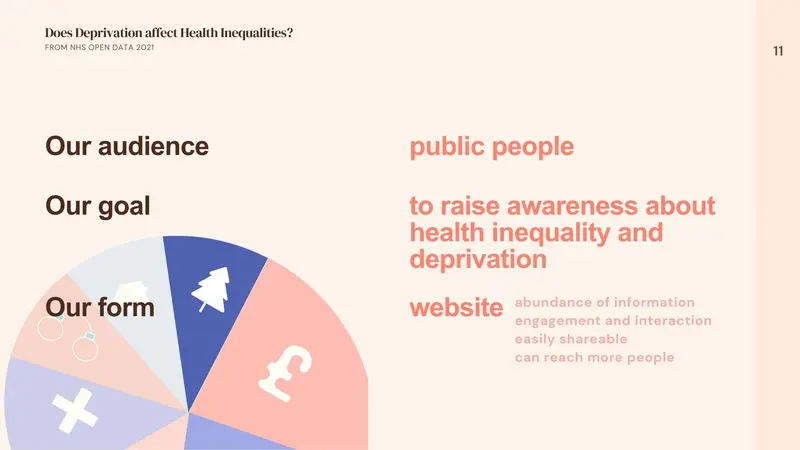 Does Deprivation affect Health Inequalities?
FROM NHS OPEN DATA 2021
11
Our audience
public people
Our goal
to raise awareness about
health inequality and
deprivation
Our form
website
abundance of information
engagement and interaction
easily shareable
can reach more people
£